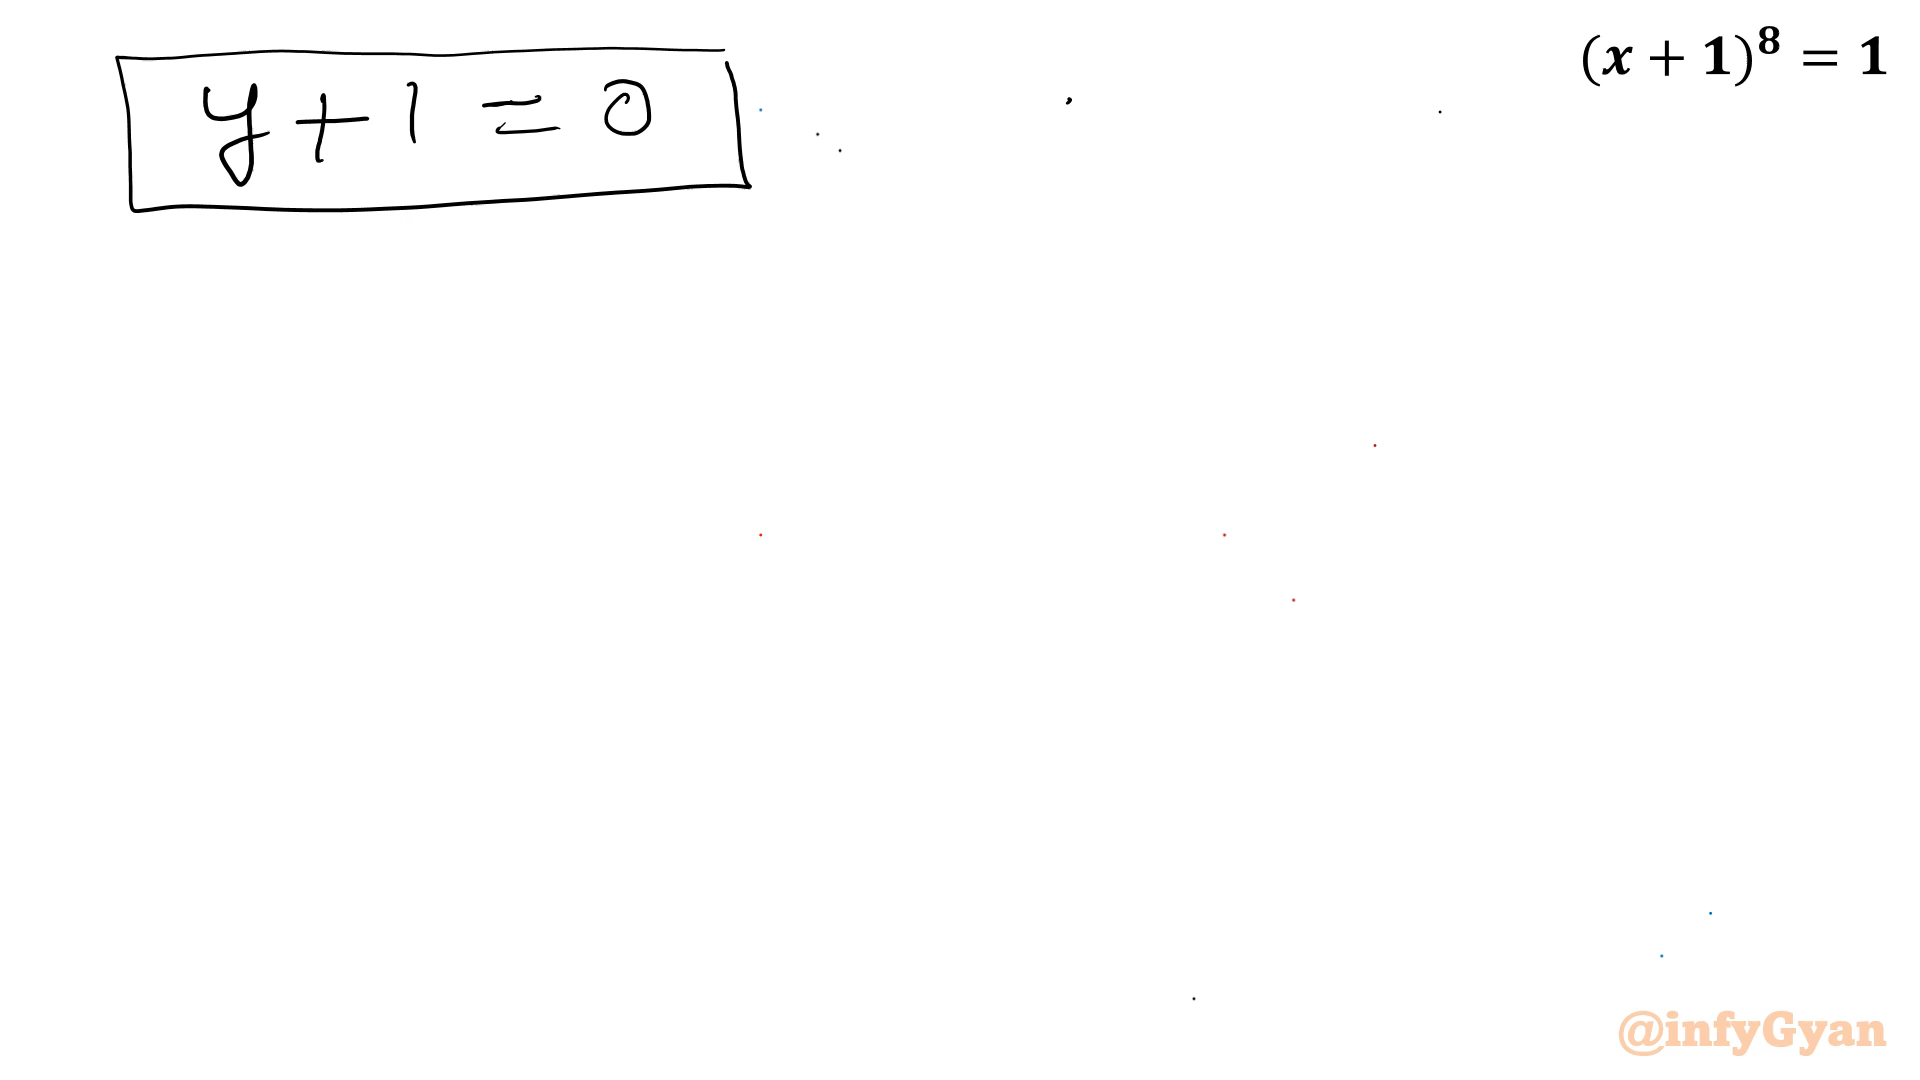 y + 1 = 0
(x + 1)⁸ = 1
@infyGyan